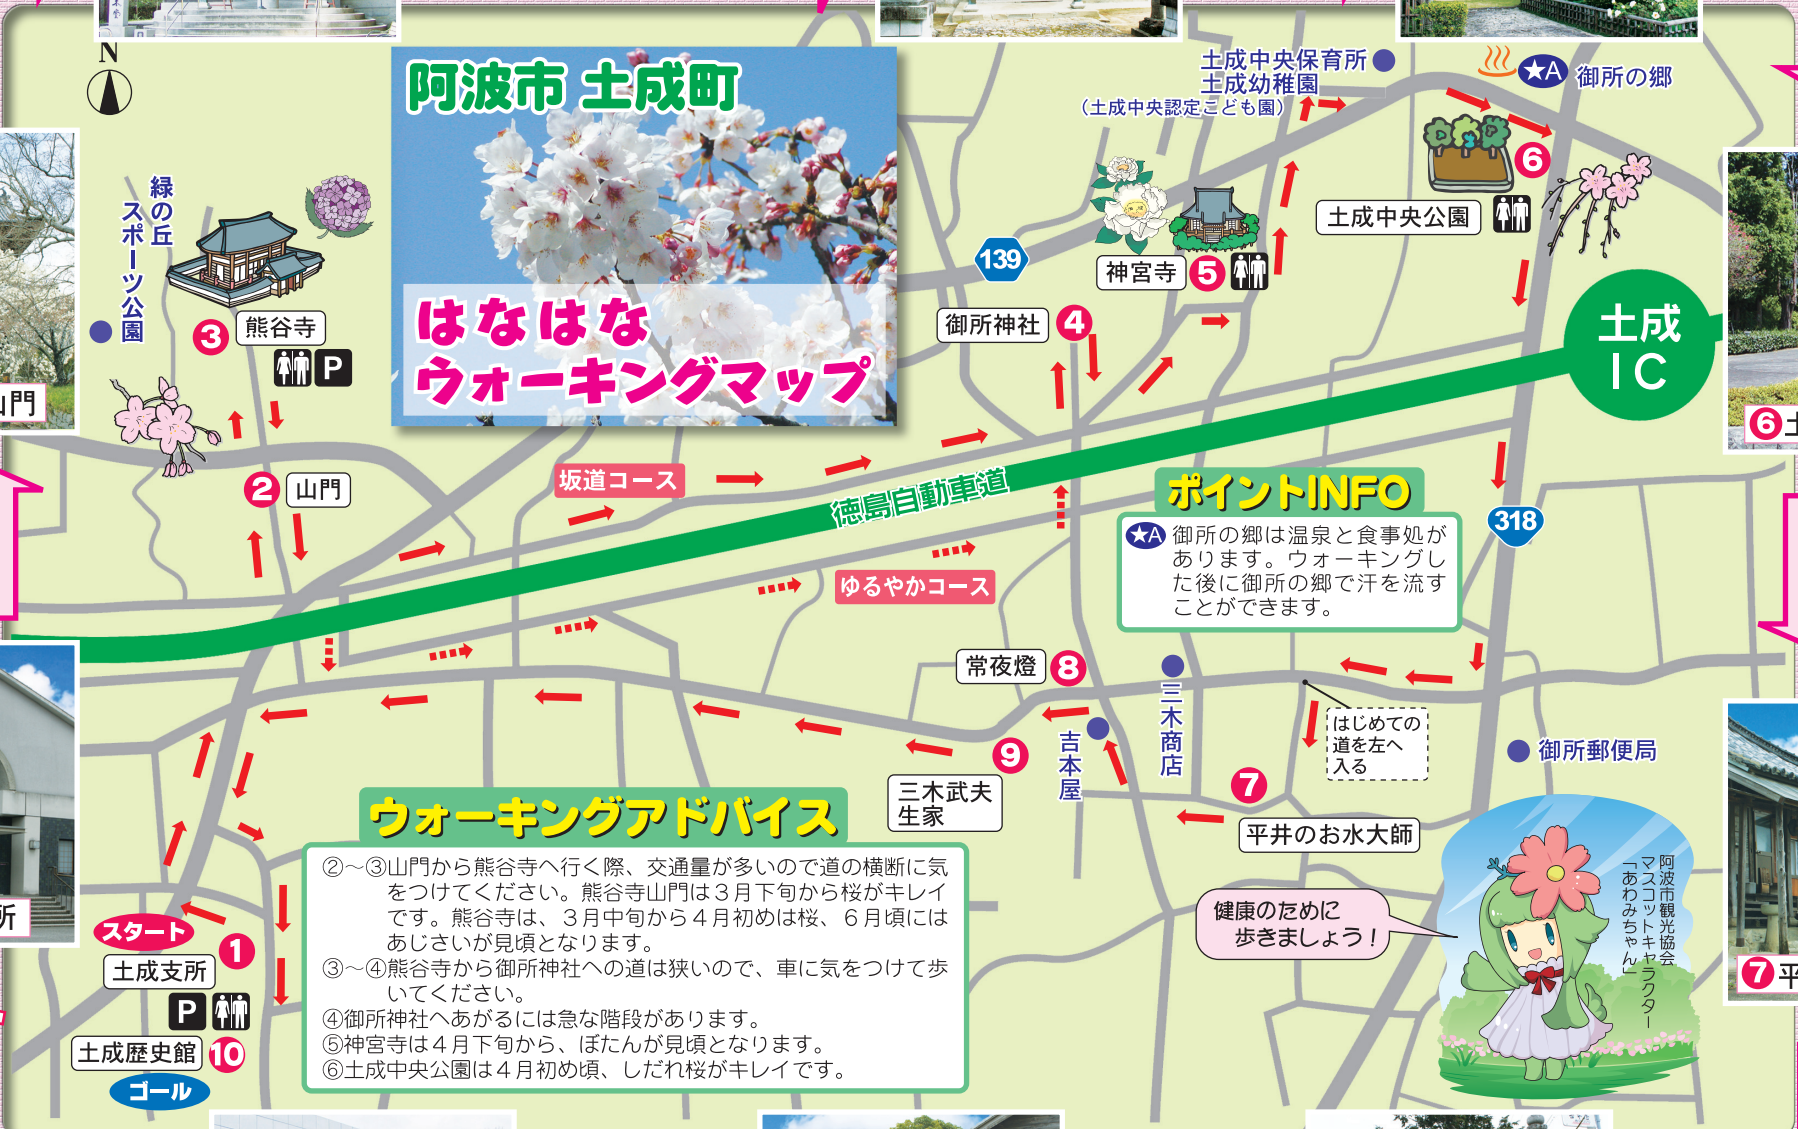 N
阿波市 土成町
はなはな
ウォーキングマップ
土成中央保育所
土成幼稚園
(土成中央認定こども園)
★A
御所の郷
緑の丘
スポーツ公園
3
熊谷寺
P
山門
2
山門
139
神宮寺
5
御所神社
4
土成中央公園
6
土成
IC
6土
坂道コース
徳島自動車道
ゆるやかコース
ポイントINFO
★A
御所の郷は温泉と食事処が
あります。ウォーキングし
た後に御所の郷で汗を流す
ことができます。
318
常夜燈
8
三木商店
吉本屋
はじめての
道を左へ
入る
9
三木武夫
生家
7
平井のお水大師
御所郵便局
ウォーキングアドバイス
②～③山門から熊谷寺へ行く際、交通量が多いので道の横断に気
をつけてください。熊谷寺山門は３月下旬から桜がキレイ
です。熊谷寺は、３月中旬から４月初めは桜、６月頃には
あじさいが見頃となります。
③～④熊谷寺から御所神社への道は狭いので、車に気をつけて歩
いてください。
④御所神社へあがるには急な階段があります。
⑤神宮寺は４月下旬から、ぼたんが見頃となります。
⑥土成中央公園は４月初め頃、しだれ桜がキレイです。
健康のために
歩きましょう！
阿波市観光協会
マスコットキャラクター
「あわみちゃん」
所
スタート
1
土成支所
P
土成歴史館
10
ゴール
7平